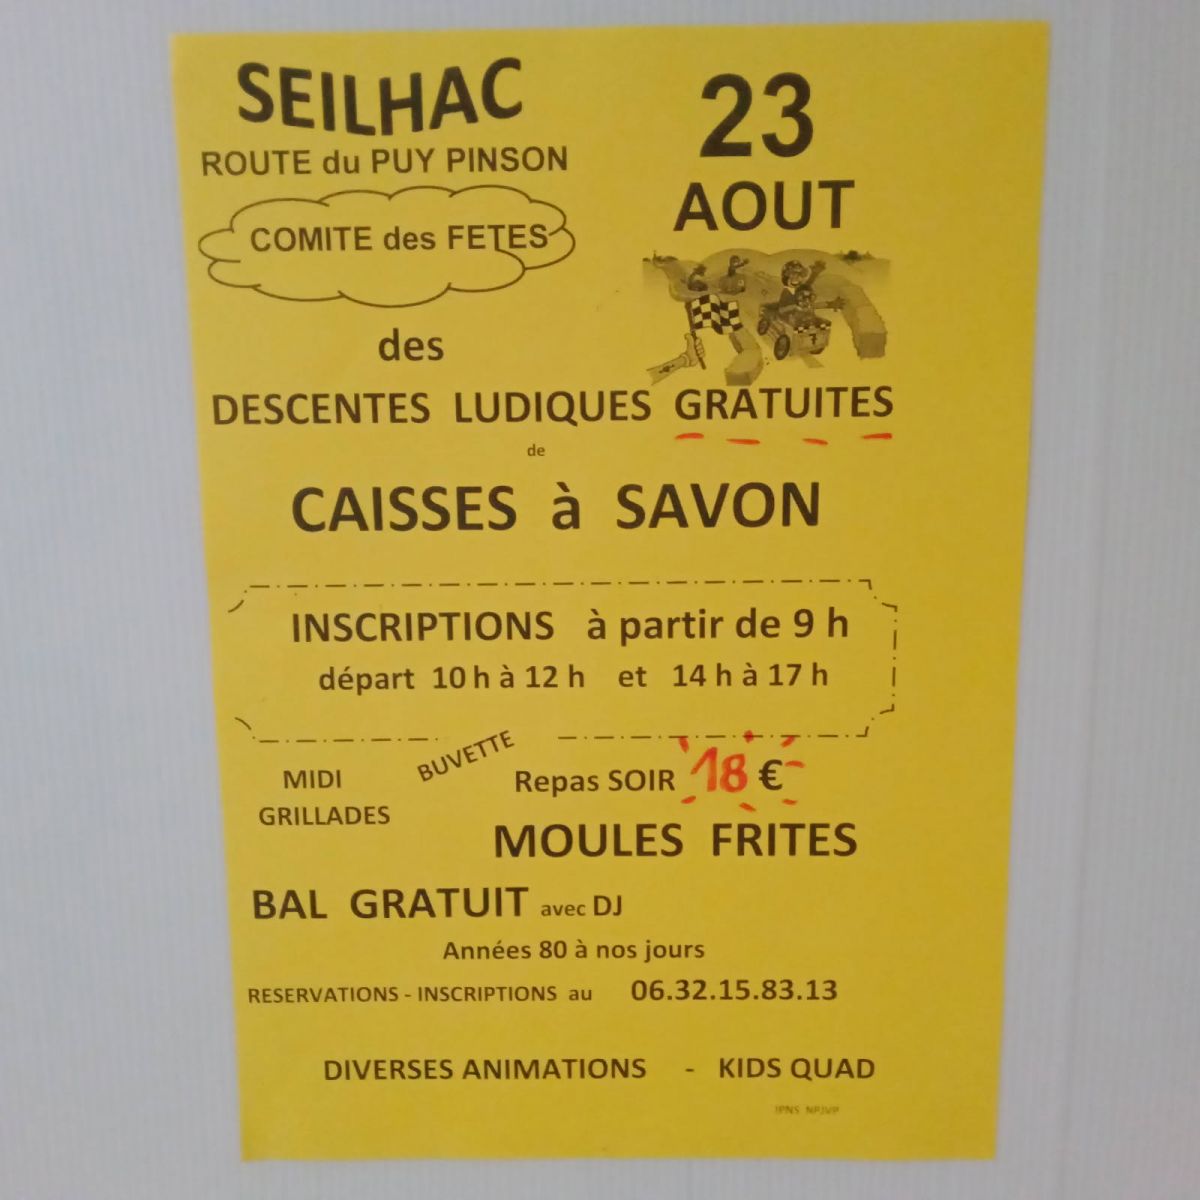 SEILHAC
ROUTE du PUY PINSON
COMITE des FETES
23
AOUT
des
DESCENTES LUDIQUES GRATUITES
de
CAISSES à SAVON
INSCRIPTIONS à partir de 9 h
départ 10 h à 12 h et 14 h à 17 h
MIDI
GRILLADES
BUVETTE
Repas SOIR 18 €
MOULES FRITES
BAL GRATUIT avec DJ
Années 80 à nos jours
RESERVATIONS - INSCRIPTIONS au 06.32.15.83.13
DIVERSES ANIMATIONS - KIDS QUAD
IPNS NPJVP